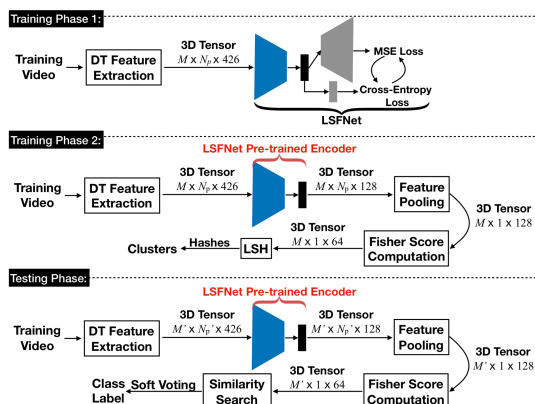 Training Phase 1:
Training Video
DT Feature Extraction
3D Tensor
M x Np x 426
MSE Loss
Cross-Entropy Loss
LSFNet
Training Phase 2:
LSFNet Pre-trained Encoder
Training Video
DT Feature Extraction
3D Tensor
M × Np × 426
3D Tensor
M × Np × 128
Feature Pooling
3D Tensor
M × 1 × 128
Fisher Score Computation
3D Tensor
M × 1 × 64
LSH
Hashes
Clusters
Testing Phase:
LSFNet Pre-trained Encoder
Training Video
DT Feature Extraction
3D Tensor
M' × Np' × 426
3D Tensor
M' × Np' × 128
Feature Pooling
3D Tensor
M' × 1 × 128
Fisher Score Computation
3D Tensor
M' × 1 × 64
Similarity Search
Soft Voting
Class Label